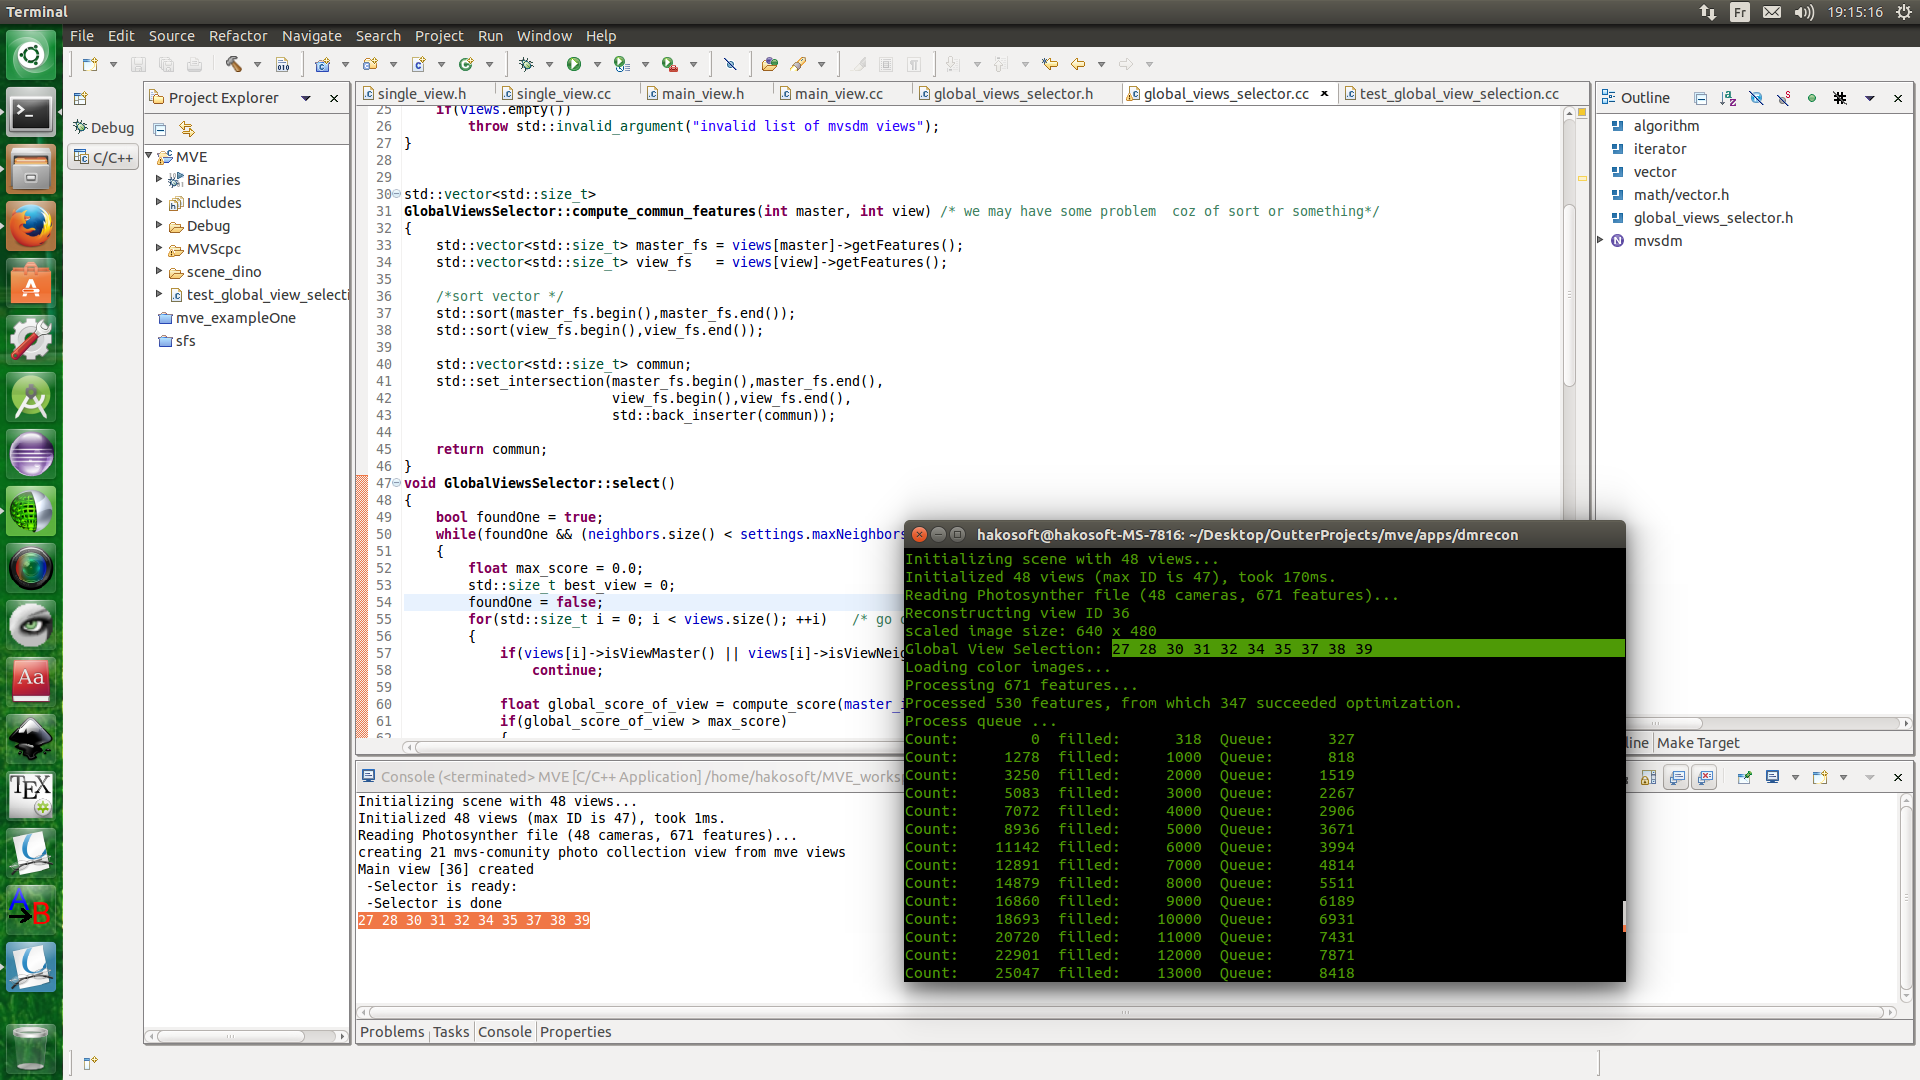 Terminal
Fr
19:15:16
File Edit Source Refactor Navigate Search Project Run Window Help
Debug
C/C++
Project Explorer
MVE
Binaries
Includes
Debug
MVScpc
scene_dino
test_global_view_selecti
mve_exampleOne
sfs
single_view.h single_view.cc main_view.h main_view.cc global_views_selector.h global_views_selector.cc test_global_view_selection.cc
25     if(views.empty())
26         throw std::invalid_argument("invalid list of mvsdm views");
27 }
28
29
30 std::vector<std::size_t>
31 GlobalViewsSelector::compute_commun_features(int master, int view) /* we may have some problem  coz of sort or something*/
32 {
33     std::vector<std::size_t> master_fs = views[master]->getFeatures();
34     std::vector<std::size_t> view_fs   = views[view]->getFeatures();
35
36     /*sort vector */
37     std::sort(master_fs.begin(),master_fs.end());
38     std::sort(view_fs.begin(),view_fs.end());
39
40     std::vector<std::size_t> commun;
41     std::set_intersection(master_fs.begin(),master_fs.end(),
42                           view_fs.begin(),view_fs.end(),
43                           std::back_inserter(commun));
44
45     return commun;
46 }
47 void GlobalViewsSelector::select()
48 {
49     bool foundOne = true;
50     while(foundOne && (neighbors.size() < settings.maxNeighbors
51     {
52         float max_score = 0.0;
53         std::size_t best_view = 0;
54         foundOne = false;
55         for(std::size_t i = 0; i < views.size(); ++i)   /* go
56         {
57             if(views[i]->isViewMaster() || views[i]->isViewNei
58                 continue;
59
60             float global_score_of_view = compute_score(master_
61             if(global_score_of_view > max_score)
62             {
Outline
algorithm
iterator
vector
math/vector.h
global_views_selector.h
mvsdm
line Make Target
Console (<terminated> MVE [C/C++ Application] /home/hakosoft/MVE_works
Initializing scene with 48 views...
Initialized 48 views (max ID is 47), took 1ms.
Reading Photosynther file (48 cameras, 671 features)...
creating 21 mvs-comunity photo collection view from mve views
Main view [36] created
 -Selector is ready:
 -Selector is done
27 28 30 31 32 34 35 37 38 39
Problems Tasks Console Properties
hakosoft@hakosoft-MS-7816: ~/Desktop/OutterProjects/mve/apps/dmrecon
Initializing scene with 48 views...
Initialized 48 views (max ID is 47), took 170ms.
Reading Photosynther file (48 cameras, 671 features)...
Reconstructing view ID 36
scaled image size: 640 x 480
Global View Selection: 27 28 30 31 32 34 35 37 38 39
Loading color images...
Processing 671 features...
Processed 530 features, from which 347 succeeded optimization.
Process queue ...
Count:        0  filled:      318  Queue:      327
Count:     1278  filled:     1000  Queue:      818
Count:     3250  filled:     2000  Queue:     1519
Count:     5083  filled:     3000  Queue:     2267
Count:     7072  filled:     4000  Queue:     2906
Count:     8936  filled:     5000  Queue:     3671
Count:    11142  filled:     6000  Queue:     3994
Count:    12891  filled:     7000  Queue:     4814
Count:    14879  filled:     8000  Queue:     5511
Count:    16860  filled:     9000  Queue:     6189
Count:    18693  filled:    10000  Queue:     6931
Count:    20720  filled:    11000  Queue:     7431
Count:    22901  filled:    12000  Queue:     7871
Count:    25047  filled:    13000  Queue:     8418